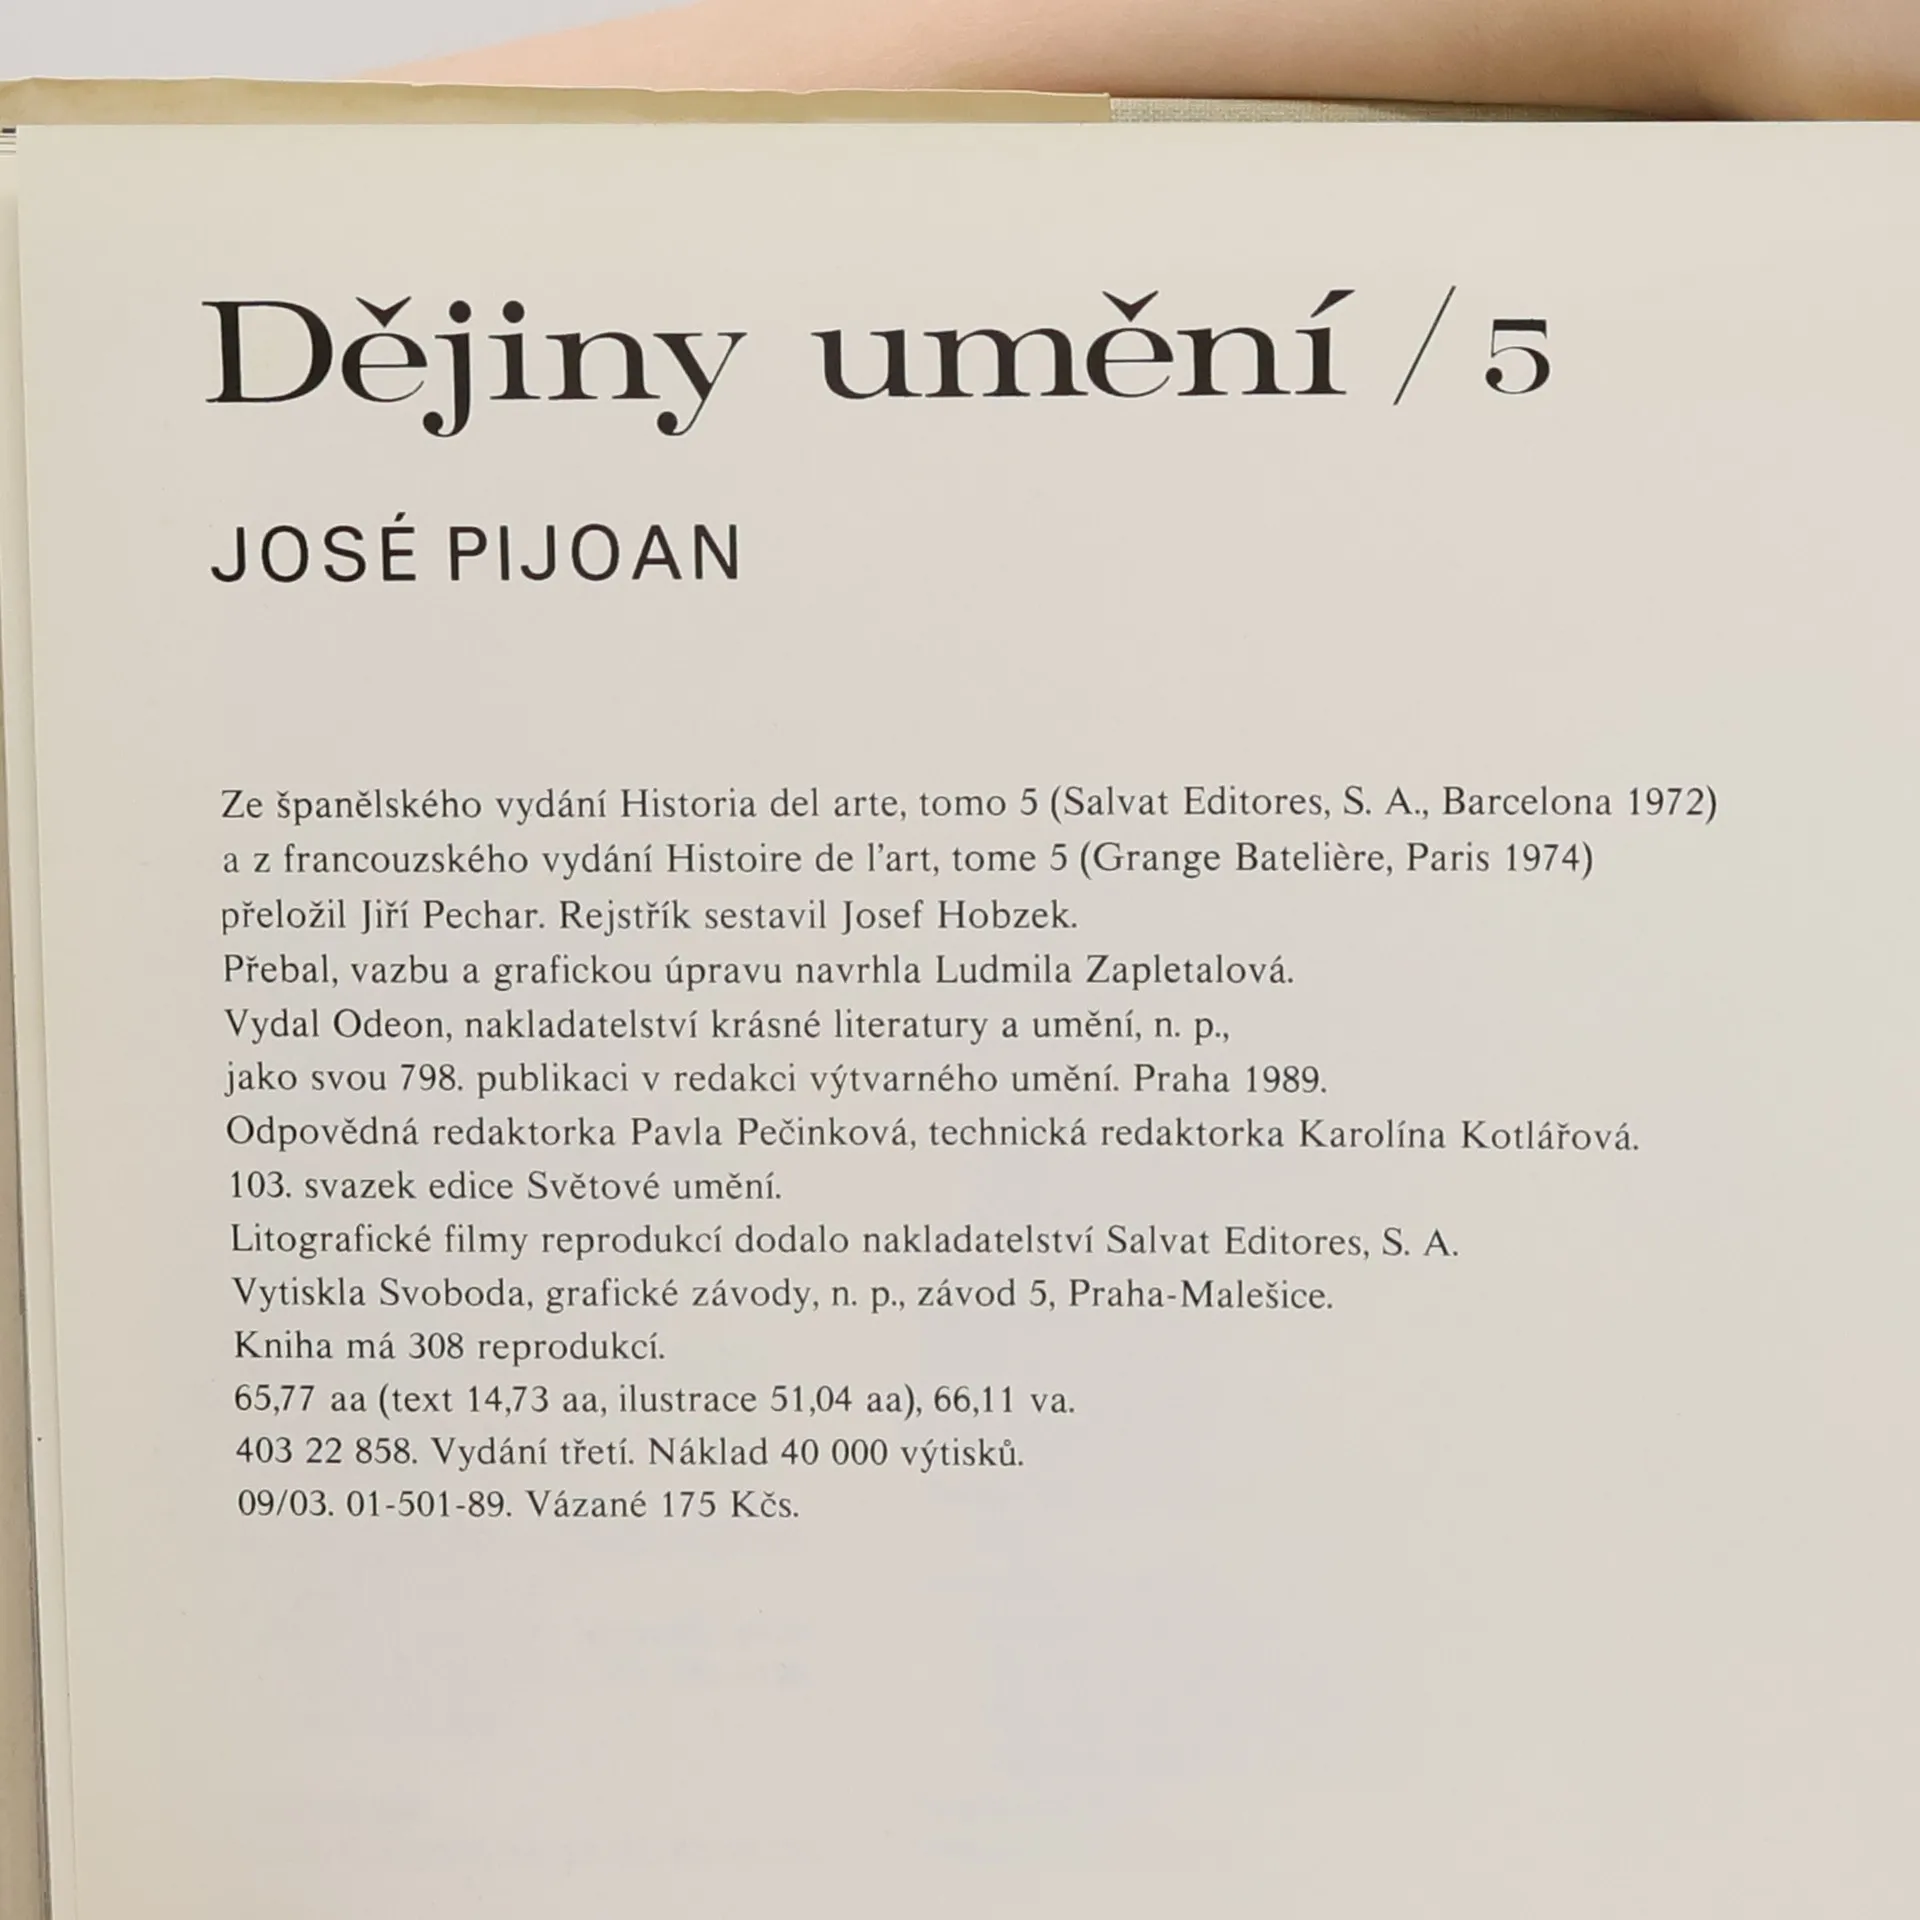 Dějiny umění / 5
JOSÉ PIJOAN
Ze španělského vydání Historia del arte, tomo 5 (Salvat Editores, S. A., Barcelona 1972)
a z francouzského vydání Histoire de l'art, tome 5 (Grange Batelière, Paris 1974)
přeložil Jiří Pechar. Rejstřík sestavil Josef Hobzek.
Přebal, vazbu a grafickou úpravu navrhla Ludmila Zapletalová.
Vydal Odeon, nakladatelství krásné literatury a umění, n. p.,
jako svou 798. publikaci v redakci výtvarného umění. Praha 1989.
Odpovědná redaktorka Pavla Pečinková, technická redaktorka Karolína Kotlářová.
103. svazek edice Světové umění.
Litografické filmy reprodukcí dodalo nakladatelství Salvat Editores, S. A.
Vytiskla Svoboda, grafické závody, n. p., závod 5, Praha-Malešice.
Kniha má 308 reprodukcí.
65,77 aa (text 14,73 aa, ilustrace 51,04 aa), 66,11 va.
403 22 858. Vydání třetí. Náklad 40 000 výtisků.
09/03. 01-501-89. Vázané 175 Kčs.